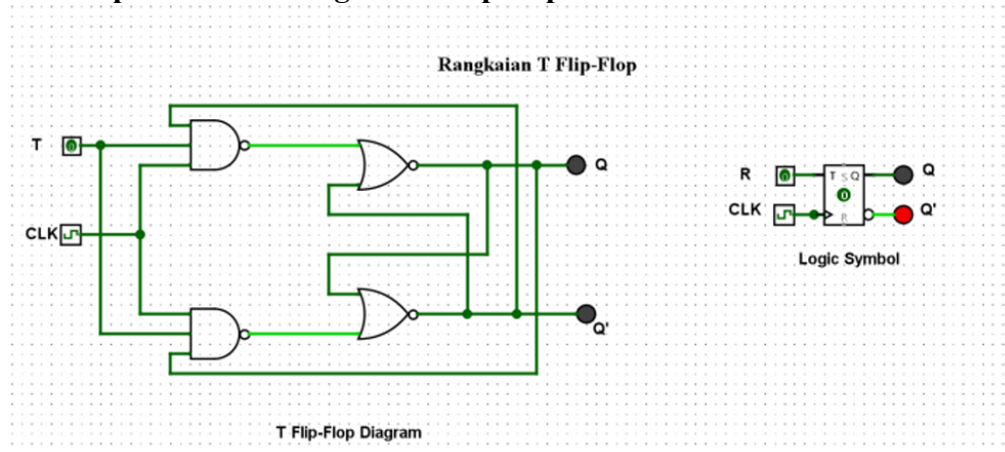 Rangkaian T Flip-Flop
T
0
CLK
Q
Q'
T Flip-Flop Diagram
R
0
CLK
T S Q
0
R
Q
Q'
Logic Symbol